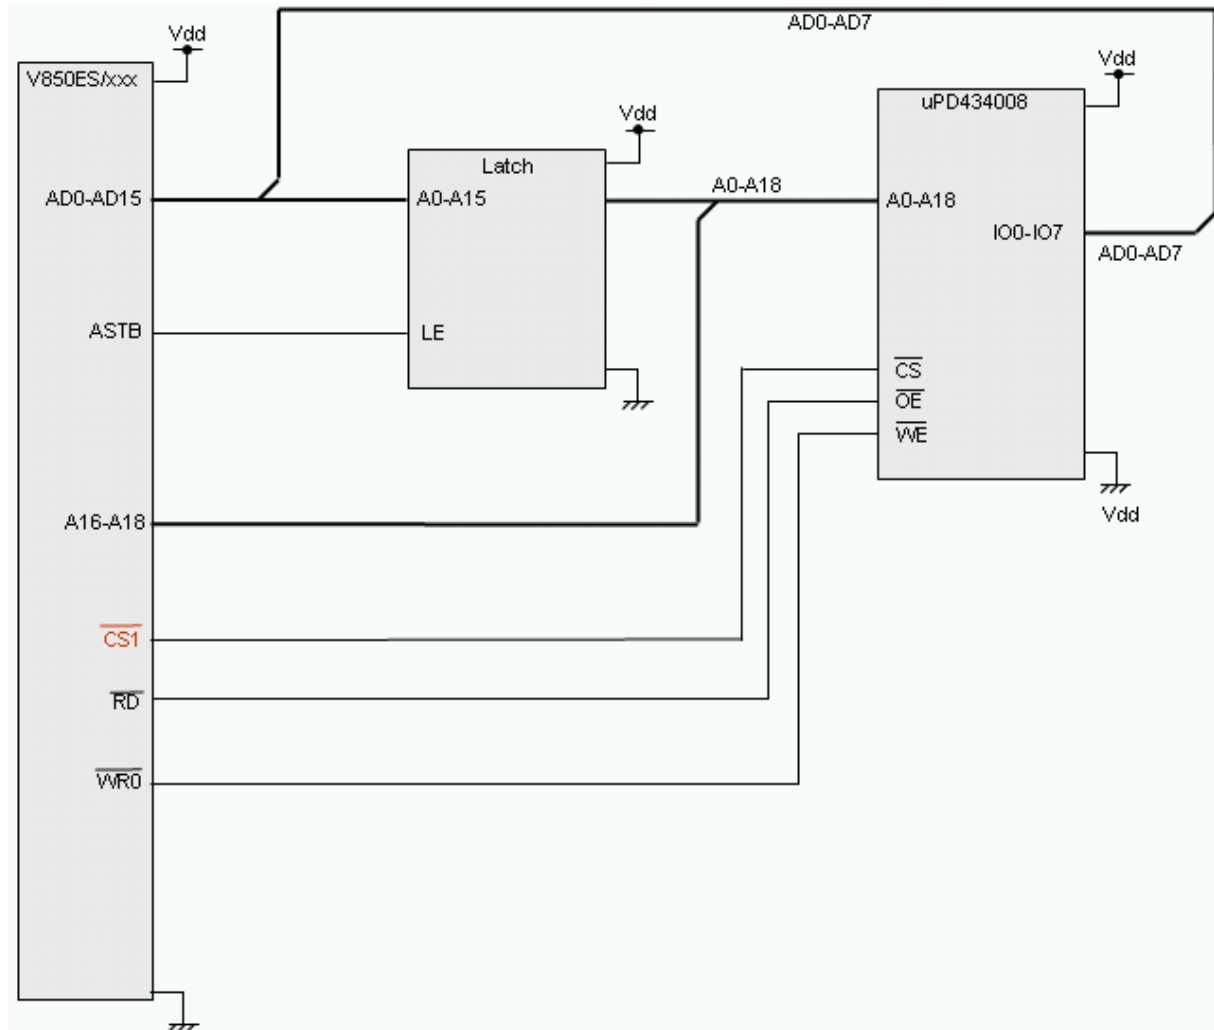 AD0-AD7
Vdd
V850ES/xxx
Vdd
uPD434008
Vdd
Latch
AD0-AD15
A0-A15
A0-A18
A0-A18
IO0-IO7
AD0-AD7
ASTB
LE
CS
OE
WE
A16-A18
Vdd
CS1
RD
WR0